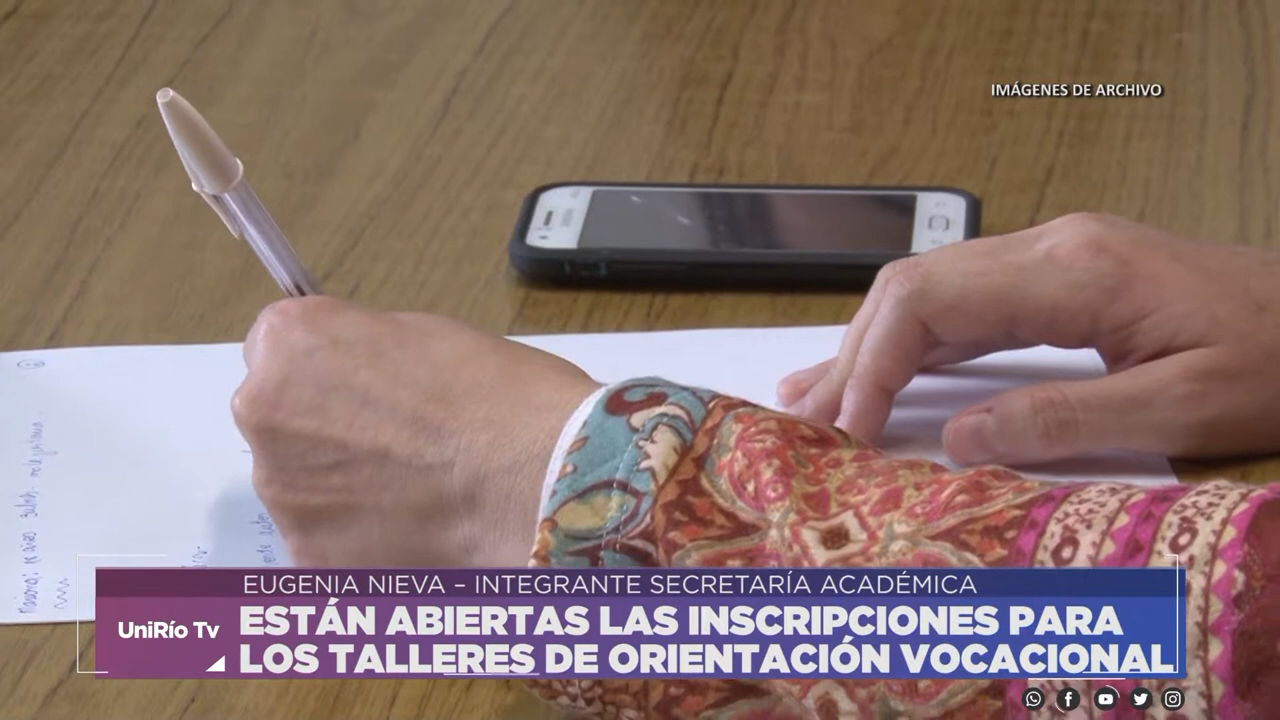 IMÁGENES DE ARCHIVO
EUGENIA NIEVA – INTEGRANTE SECRETARÍA ACADÉMICA
UniRío Tv
ESTÁN ABIERTAS LAS INSCRIPCIONES PARA
LOS TALLERES DE ORIENTACIÓN VOCACIONAL